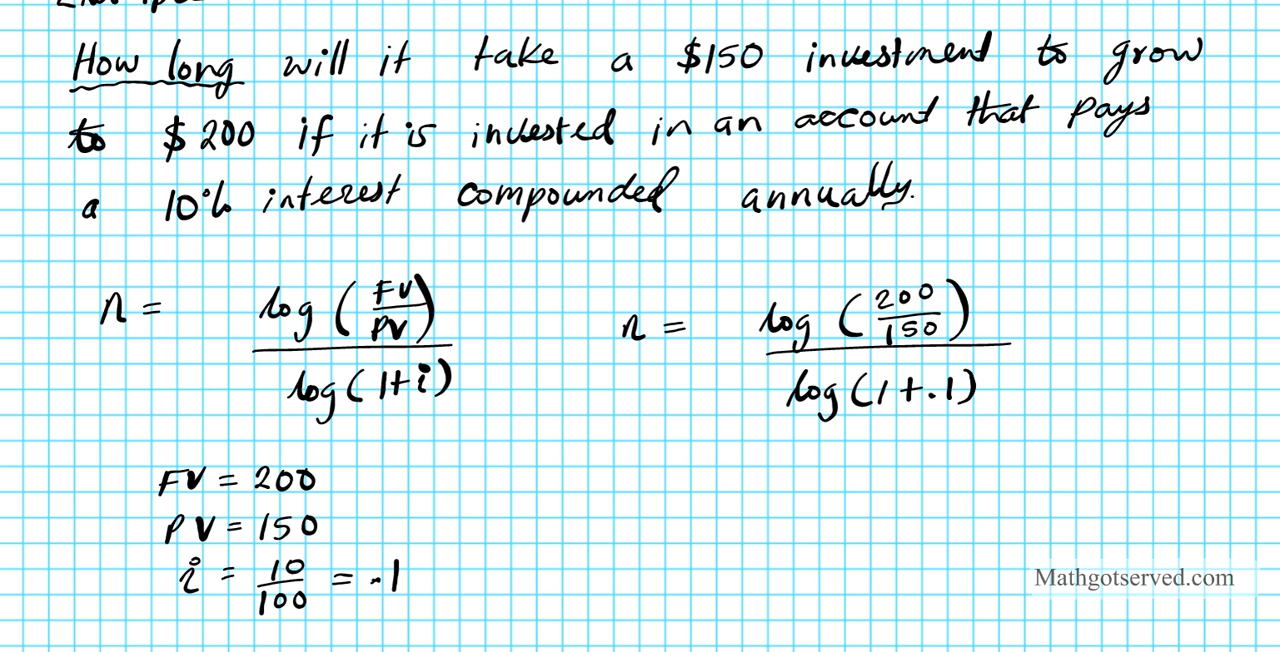 How long will it take a $150 investment to grow
to $200 if it is invested in an account that pays
a 10% interest compounded annually.
n = log(FV/PV) / log(1+i) n = log(200/150) / log(1+.1)
FV = 200
PV = 150
i = 10/100 = .1
Mathgotserved.com